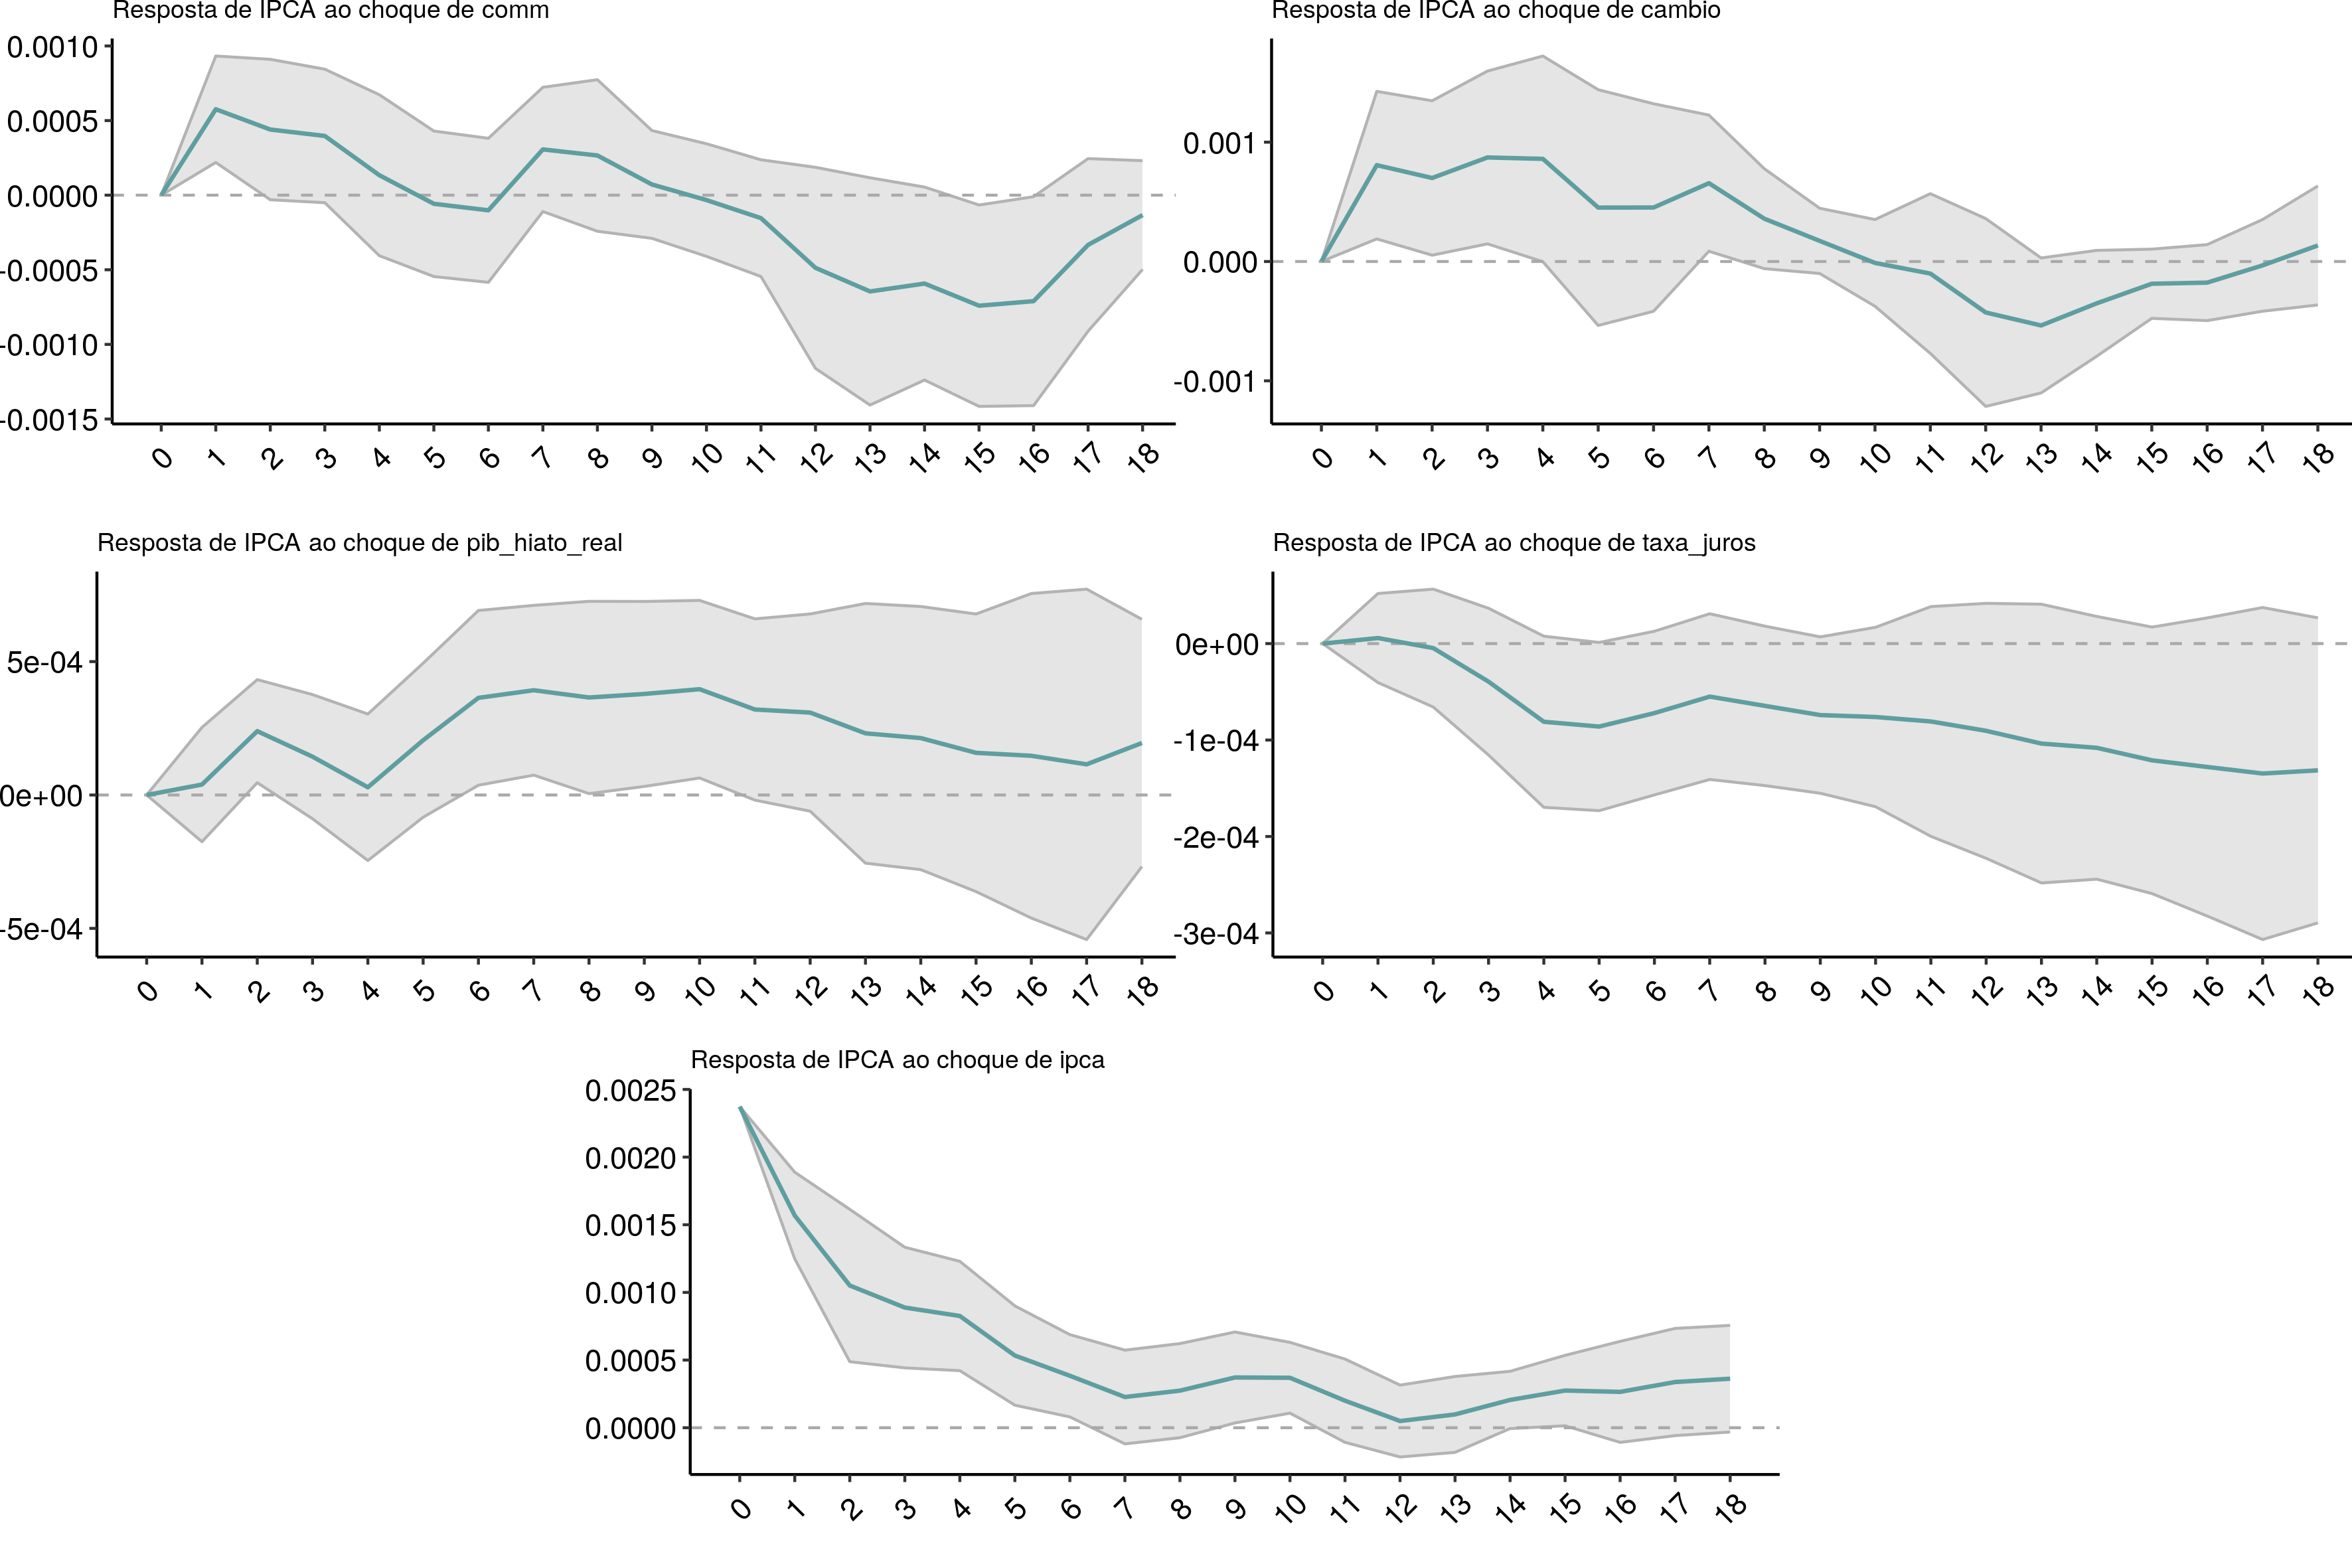 Resposta de IPCA ao choque de comm
0.0010
0.0005
0.0000
-0.0005
-0.0010
-0.0015
0 1 2 3 4 5 6 7 8 9 10 11 12 13 14 15 16 17 18
Resposta de IPCA ao choque de cambio
0.001
0.000
-0.001
0 1 2 3 4 5 6 7 8 9 10 11 12 13 14 15 16 17 18
Resposta de IPCA ao choque de pib_hiato_real
5e-04
0e+00
-5e-04
0 1 2 3 4 5 6 7 8 9 10 11 12 13 14 15 16 17 18
Resposta de IPCA ao choque de taxa_juros
0e+00
-1e-04
-2e-04
-3e-04
0 1 2 3 4 5 6 7 8 9 10 11 12 13 14 15 16 17 18
Resposta de IPCA ao choque de ipca
0.0025
0.0020
0.0015
0.0010
0.0005
0.0000
0 1 2 3 4 5 6 7 8 9 10 11 12 13 14 15 16 17 18